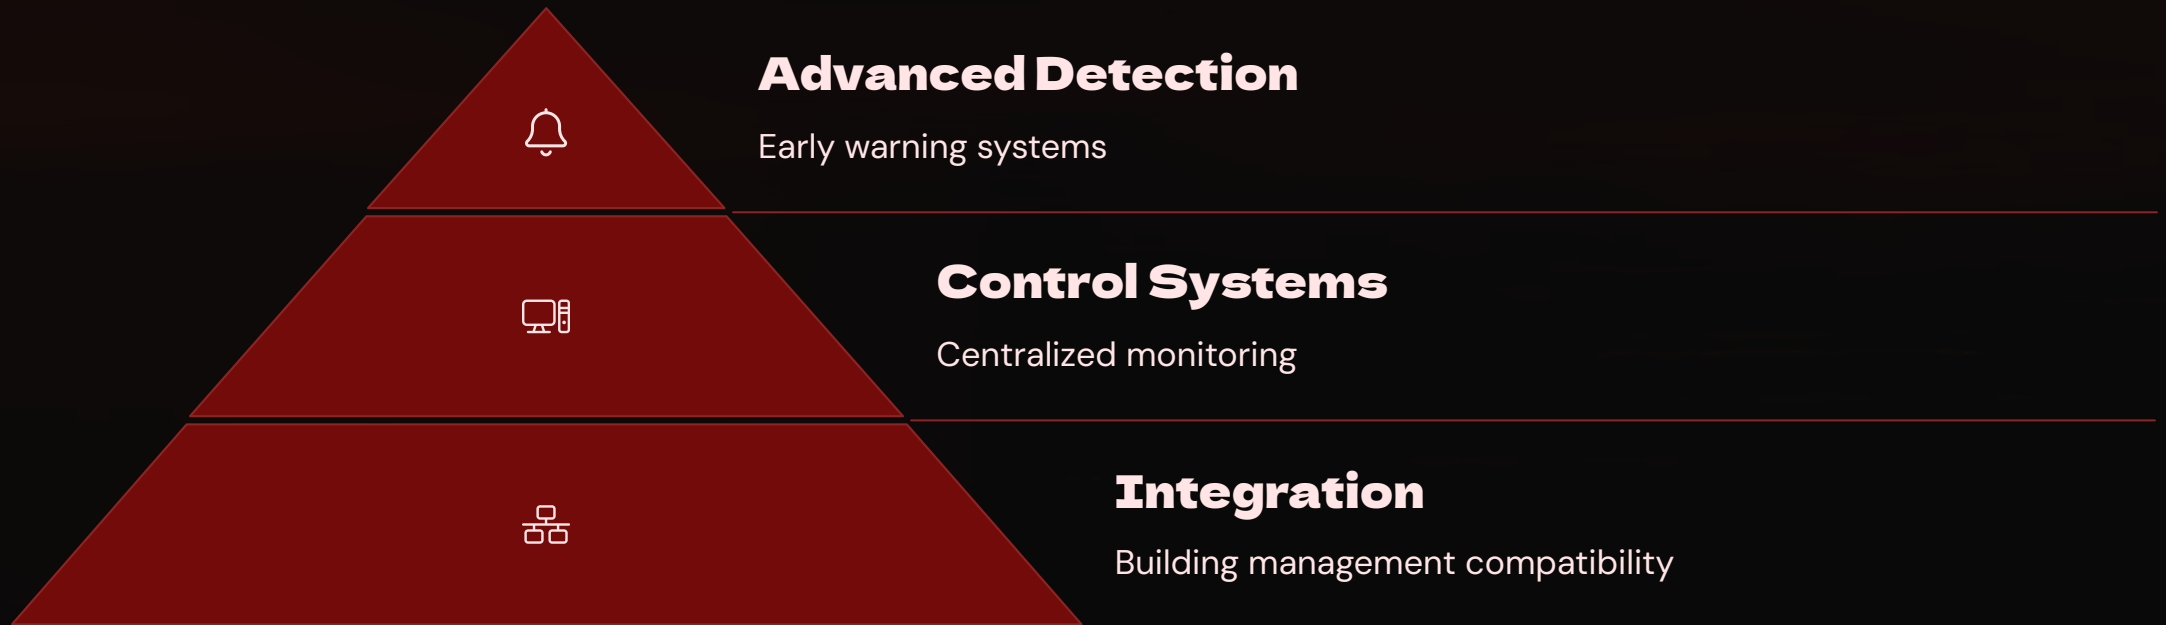 Advanced Detection
Early warning systems
Control Systems
Centralized monitoring
Integration
Building management compatibility